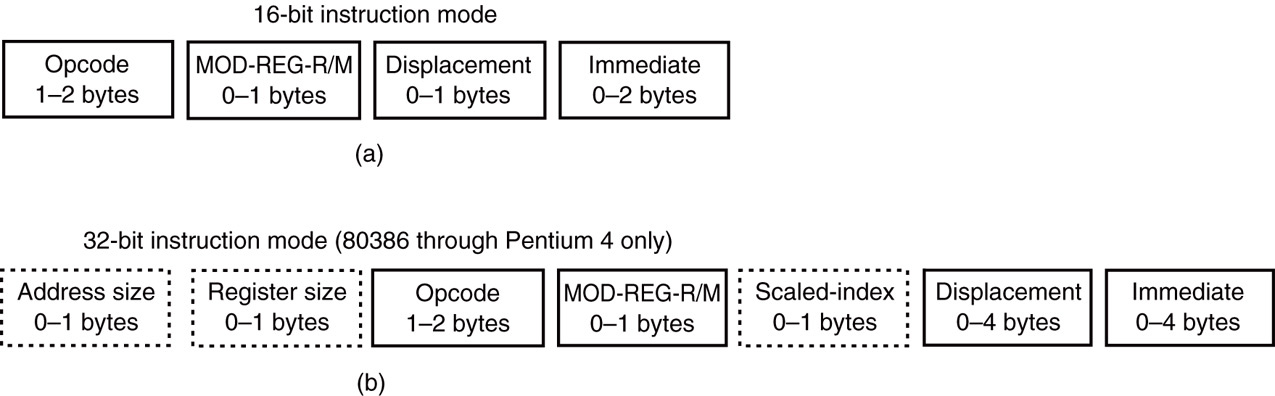 16-bit instruction mode
Opcode
1–2 bytes
MOD-REG-R/M
0–1 bytes
Displacement
0–1 bytes
Immediate
0–2 bytes
(a)
32-bit instruction mode (80386 through Pentium 4 only)
Address size
0–1 bytes
Register size
0–1 bytes
Opcode
1–2 bytes
MOD-REG-R/M
0–1 bytes
Scaled-index
0–1 bytes
Displacement
0–4 bytes
Immediate
0–4 bytes
(b)